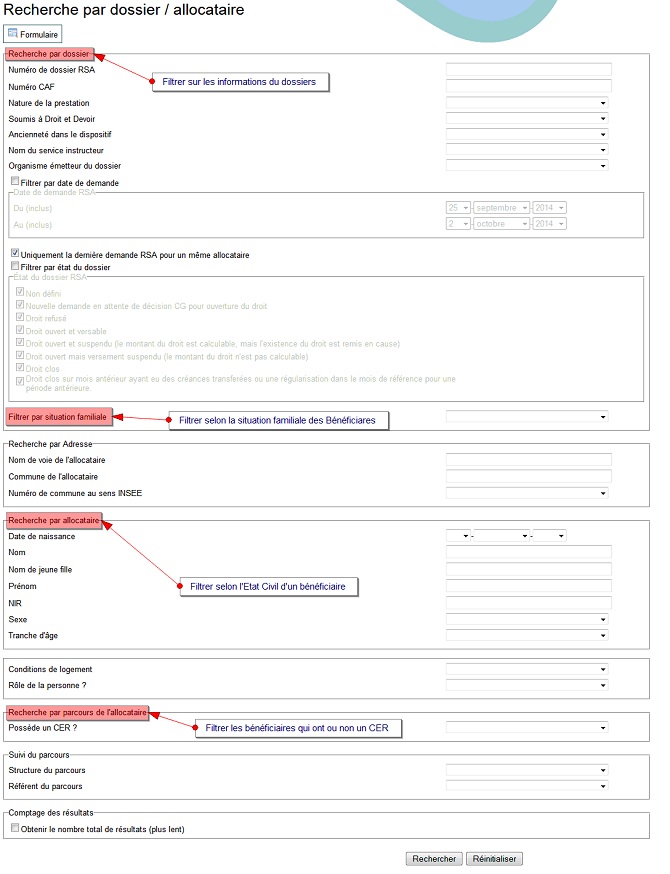 Recherche par dossier / allocataire
Formulaire
Recherche par dossier
Numéro de dossier RSA
Filtrer sur les informations du dossiers
Numéro CAF
Nature de la prestation
Soumis à Droit et Devoir
Ancienneté dans le dispositif
Nom du service instructeur
Organisme émetteur du dossier
Filtrer par date de demande
Date de demande RSA
Du (inclus) 25 - septembre - 2014
Au (inclus) 2 - octobre - 2014
Uniquement la dernière demande RSA pour un même allocataire
Filtrer par état du dossier
État du dossier RSA
Non défini
Nouvelle demande en attente de décision CG pour ouverture du droit
Droit refusé
Droit ouvert et versable
Droit ouvert et suspendu (le montant du droit est calculable, mais l'existence du droit est remis en cause)
Droit ouvert mais versement suspendu (le montant du droit n'est pas calculable)
Droit clos
Droit clos sur mois antérieur ayant eu des créances transférées ou une régularisation dans le mois de référence pour une
période antérieure.
Filtrer par situation familiale
Filtrer selon la situation familiale des Bénéficiares
Recherche par Adresse
Nom de voie de l'allocataire
Commune de l'allocataire
Numéro de commune au sens INSEE
Recherche par allocataire
Date de naissance - -
Nom
Nom de jeune fille
Prénom
Filtrer selon l'Etat Civil d'un bénéficiaire
NIR
Sexe
Tranche d'âge
Conditions de logement
Rôle de la personne ?
Recherche par parcours de l'allocataire
Possède un CER ?
Filtrer les bénéficiaires qui ont ou non un CER
Suivi du parcours
Structure du parcours
Référent du parcours
Comptage des résultats
Obtenir le nombre total de résultats (plus lent)
Rechercher Réinitialiser